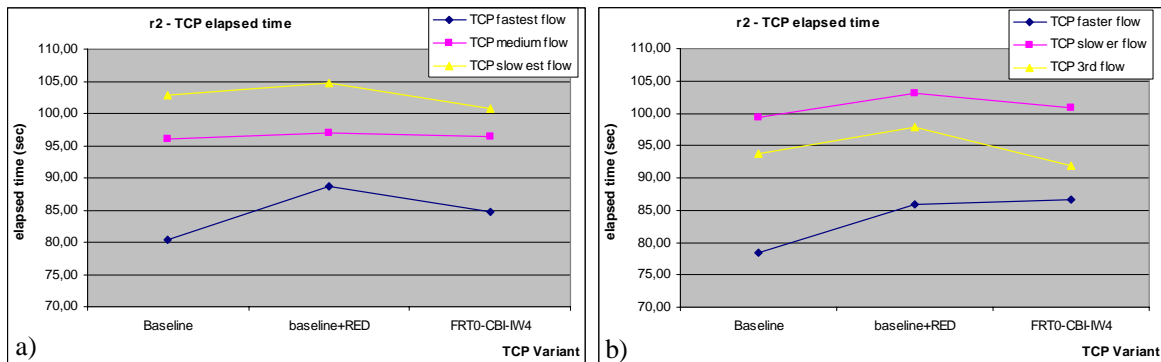 r2 - TCP elapsed time
TCP fastest flow
TCP medium flow
TCP slow est flow
110,00
105,00
100,00
95,00
90,00
85,00
80,00
75,00
70,00
elapsed time (sec)
Baseline
baseline+RED
FRT0-CBI-IW4
TCP Variant
a)
r2 - TCP elapsed time
TCP faster flow
TCP slow er flow
TCP 3rd flow
110,00
105,00
100,00
95,00
90,00
85,00
80,00
75,00
70,00
elapsed time (sec)
Baseline
baseline+RED
FRT0-CBI-IW4
TCP Variant
b)